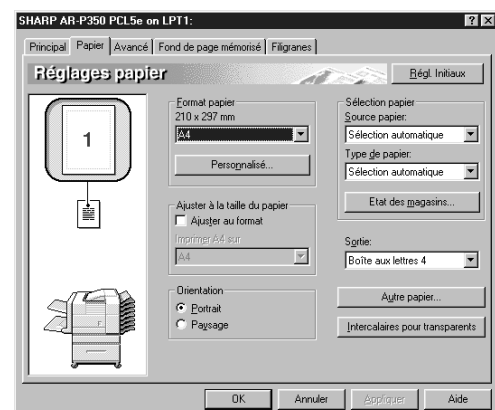 SHARP AR-P350 PCL5e on LPT1:
Principal Papier Avancé Fond de page mémorisé Filigranes
Réglages papier
Régl. Initiaux
1
Format papier
210 x 297 mm
A4
Personnalisé...
Ajuster à la taille du papier
Ajuster au format
Imprimer A4 sur
A4
Orientation
Portrait
Paysage
Sélection papier
Source papier:
Sélection automatique
Type de papier:
Sélection automatique
Etat des magasins...
Sortie:
Boîte aux lettres 4
Autre papier...
Intercalaires pour transparents
OK Annuler Appliquer Aide